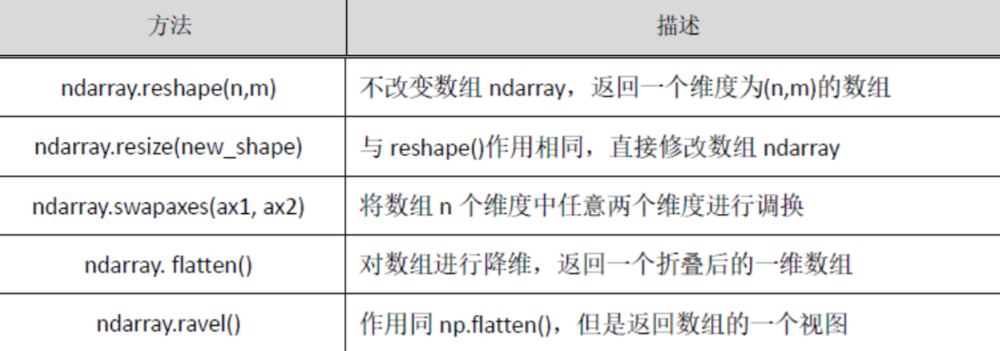 方法 描述
ndarray.reshape(n,m) 不改变数组 ndarray，返回一个维度为(n,m)的数组
ndarray.resize(new_shape) 与 reshape()作用相同，直接修改数组 ndarray
ndarray.swapaxes(ax1, ax2) 将数组 n 个维度中任意两个维度进行调换
ndarray. flatten() 对数组进行降维，返回一个折叠后的一维数组
ndarray.ravel() 作用同 np.flatten()，但是返回数组的一个视图